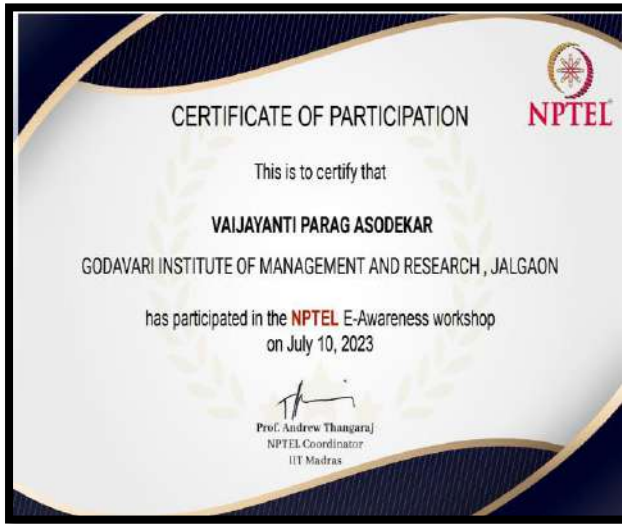 NPTEL
CERTIFICATE OF PARTICIPATION
This is to certify that
VAIJAYANTI PARAG ASODEKAR
GODAVARI INSTITUTE OF MANAGEMENT AND RESEARCH , JALGAON
has participated in the NPTEL E-Awareness workshop
on July 10, 2023
Prof. Andrew Thangaraj
NPTEL Coordinator
IIT Madras